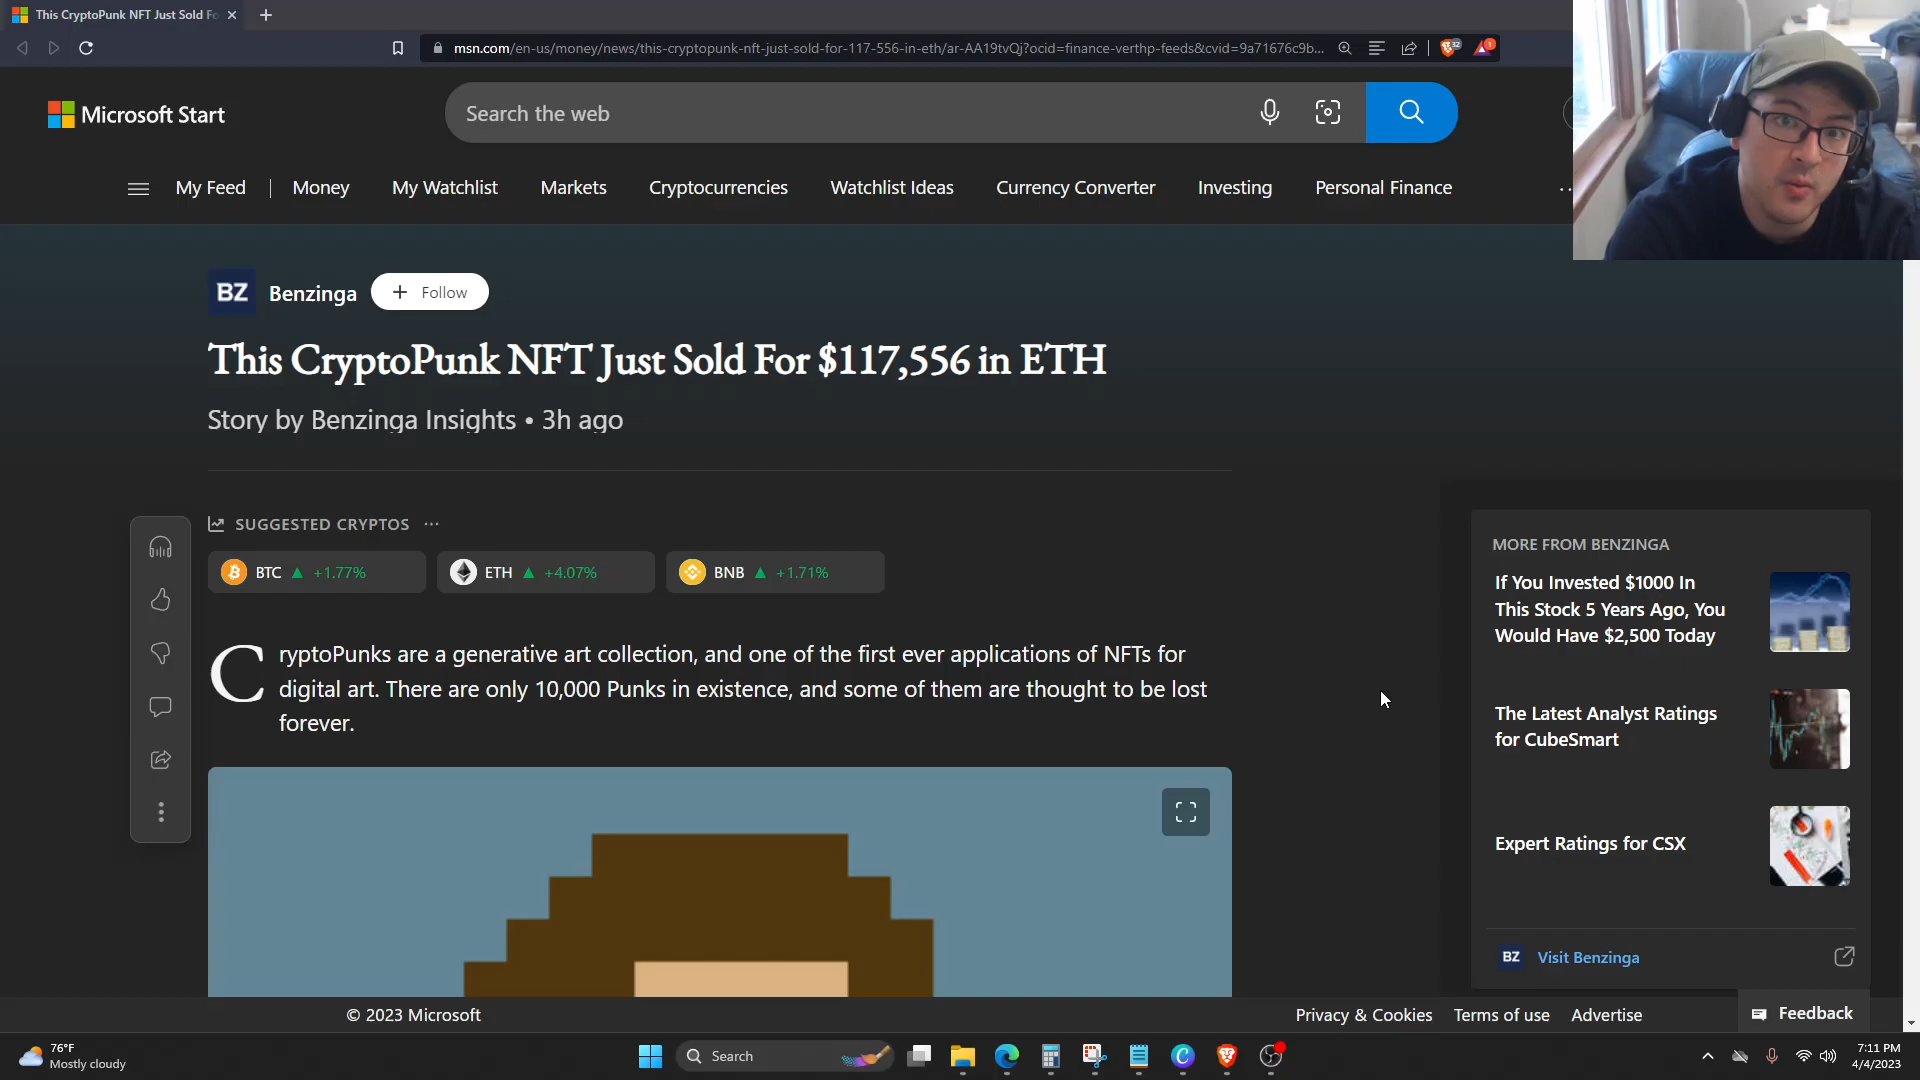 This CryptoPunk NFT Just Sold Fo
msn.com/en-us/money/news/this-cryptopunk-nft-just-sold-for-117-556-in-eth/ar-AA19tvQj?ocid=finance-verthp-feeds&cvid=9a71676c9b...
32
1
Microsoft Start
Search the web
My Feed
Money
My Watchlist
Markets
Cryptocurrencies
Watchlist Ideas
Currency Converter
Investing
Personal Finance
BZ
Benzinga
+ Follow
This CryptoPunk NFT Just Sold For $117,556 in ETH
Story by Benzinga Insights • 3h ago
SUGGESTED CRYPTOS ...
BTC ▲ +1.77%
ETH ▲ +4.07%
BNB ▲ +1.71%
CryptoPunks are a generative art collection, and one of the first ever applications of NFTs for
digital art. There are only 10,000 Punks in existence, and some of them are thought to be lost
forever.
MORE FROM BENZINGA
If You Invested $1000 In
This Stock 5 Years Ago, You
Would Have $2,500 Today
The Latest Analyst Ratings
for CubeSmart
Expert Ratings for CSX
BZ Visit Benzinga
© 2023 Microsoft
Privacy & Cookies
Terms of use
Advertise
Feedback
76°F
Mostly cloudy
Search
7:11 PM
4/4/2023